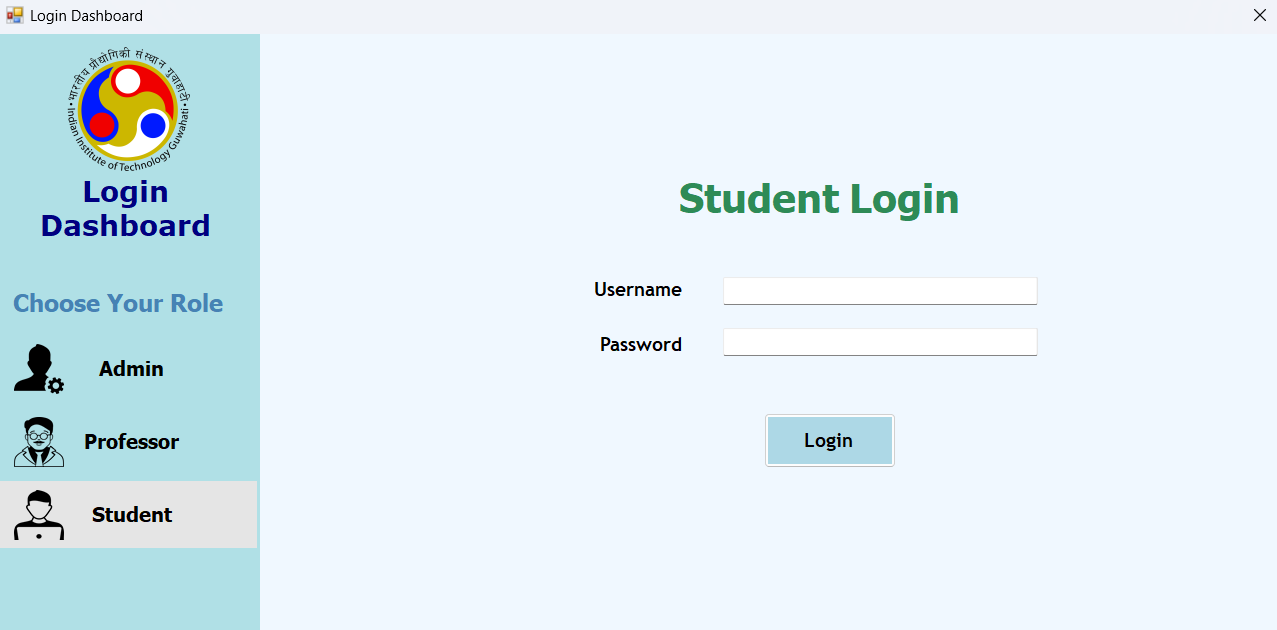 Login Dashboard
भारतीय प्रौद्योगिकी संस्थान गुवाहाटी
Indian Institute of Technology Guwahati
Login
Dashboard
Choose Your Role
Admin
Professor
Student
Student Login
Username
Password
Login